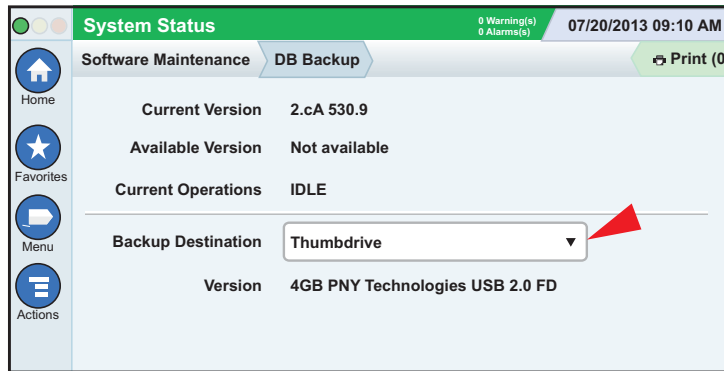 System Status
0 Warning(s)
0 Alarms(s)
07/20/2013 09:10 AM
Software Maintenance
DB Backup
Print (0
Home
Favorites
Menu
Actions
Current Version 2.cA 530.9
Available Version Not available
Current Operations IDLE
Backup Destination Thumbdrive
Version 4GB PNY Technologies USB 2.0 FD